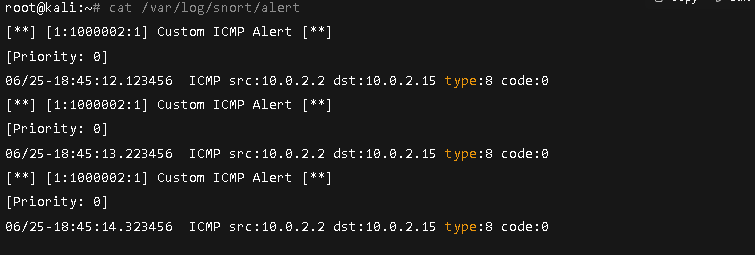 root@kali:~# cat /var/log/snort/alert
[**] [1:1000002:1] Custom ICMP Alert [**]
[Priority: 0]
06/25-18:45:12.123456  ICMP src:10.0.2.2 dst:10.0.2.15 type:8 code:0
[**] [1:1000002:1] Custom ICMP Alert [**]
[Priority: 0]
06/25-18:45:13.223456  ICMP src:10.0.2.2 dst:10.0.2.15 type:8 code:0
[**] [1:1000002:1] Custom ICMP Alert [**]
[Priority: 0]
06/25-18:45:14.323456  ICMP src:10.0.2.2 dst:10.0.2.15 type:8 code:0